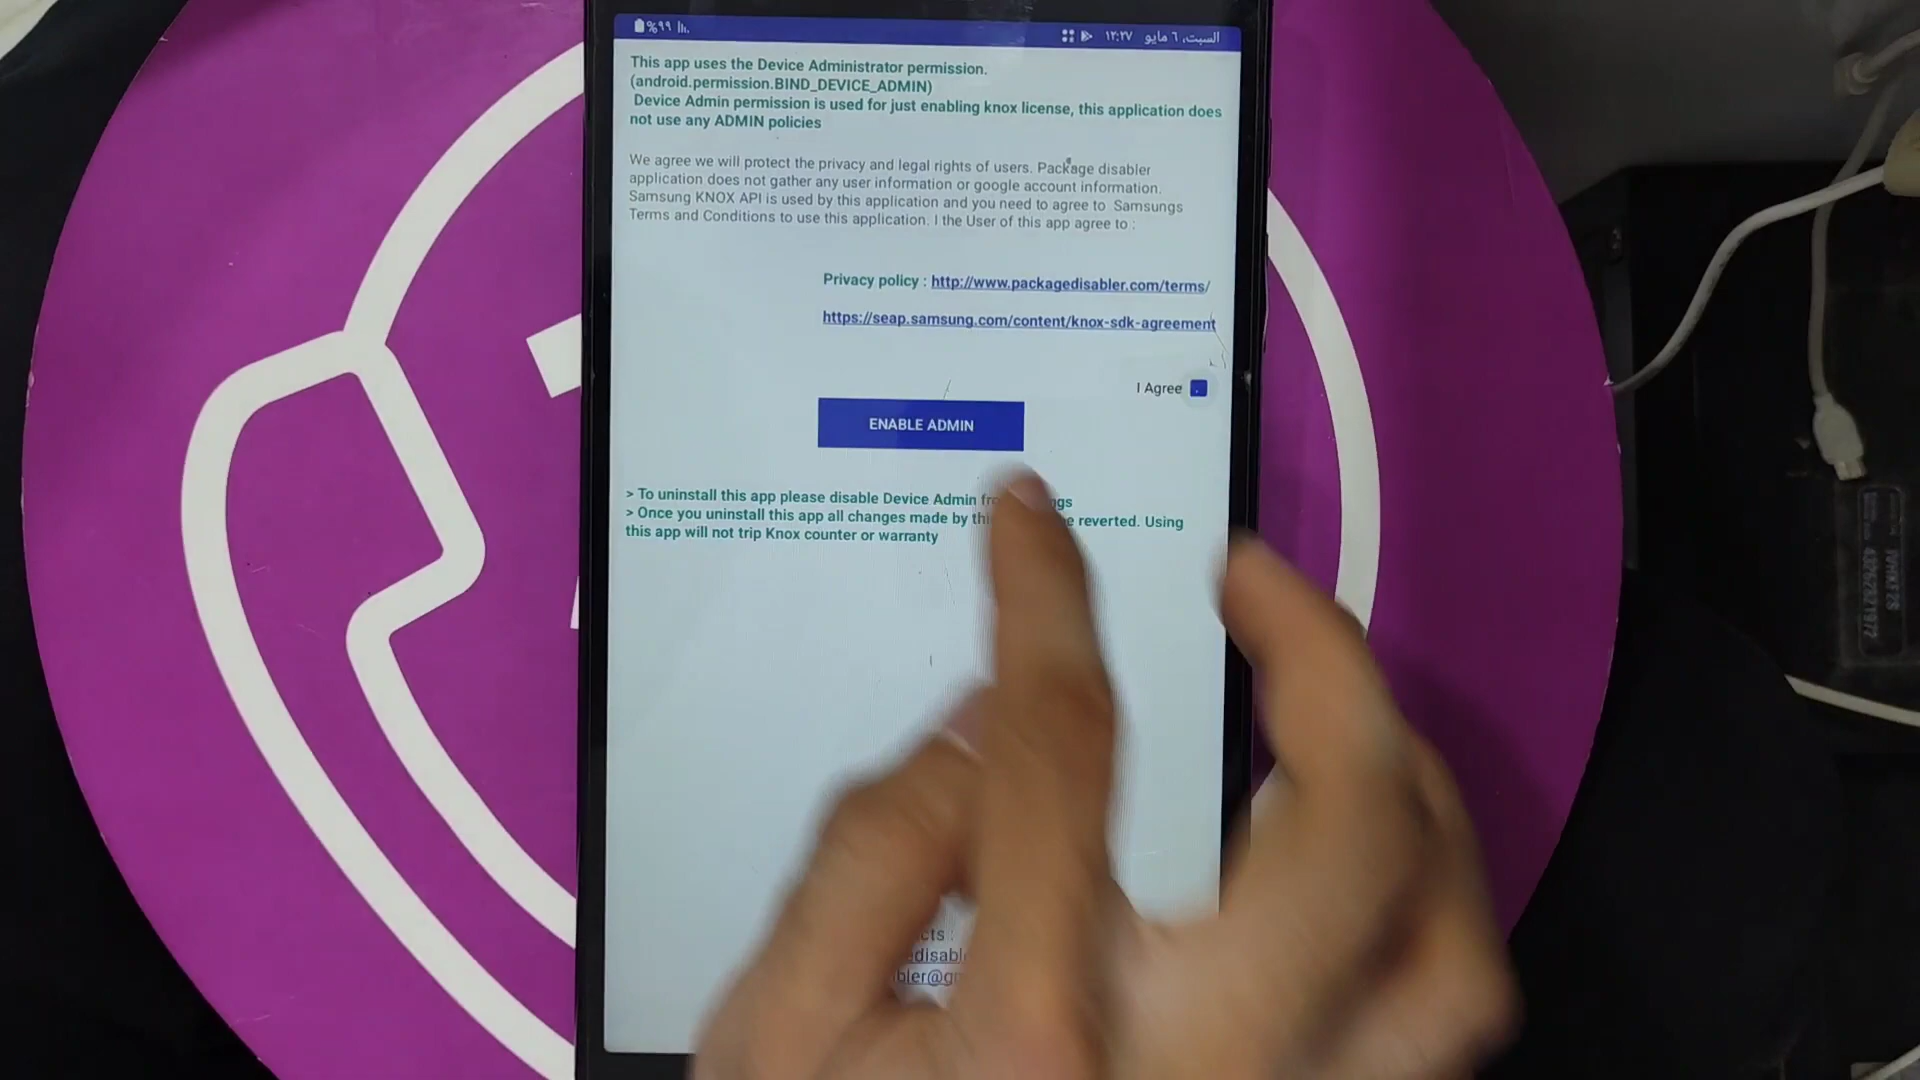 %٩٩
١٢:٢٧ السبت، ٦ مايو
This app uses the Device Administrator permission.
(android.permission.BIND_DEVICE_ADMIN)
Device Admin permission is used for just enabling knox license, this application does
not use any ADMIN policies
We agree we will protect the privacy and legal rights of users. Package disabler
application does not gather any user information or google account information.
Samsung KNOX API is used by this application and you need to agree to Samsungs
Terms and Conditions to use this application. I the User of this app agree to :
Privacy policy : http://www.packagedisabler.com/terms/
https://seap.samsung.com/content/knox-sdk-agreement
I Agree
ENABLE ADMIN
> To uninstall this app please disable Device Admin
> Once you uninstall this app all changes made by reverted. Using
this app will not trip Knox counter or warranty